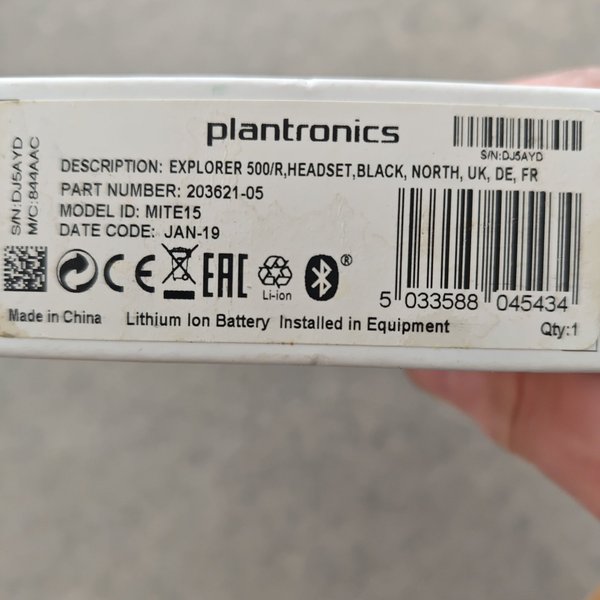 plantronics
S/N:DJ5AYD
DESCRIPTION: EXPLORER 500/R,HEADSET,BLACK, NORTH, UK, DE, FR
PART NUMBER: 203621-05
MODEL ID: MITE15
DATE CODE: JAN-19
S/N:DJ5AYD
M/C:844AAC
CE
EAC
Li-ion
®
5 033588 045434
Made in China
Lithium Ion Battery Installed in Equipment
Qty:1